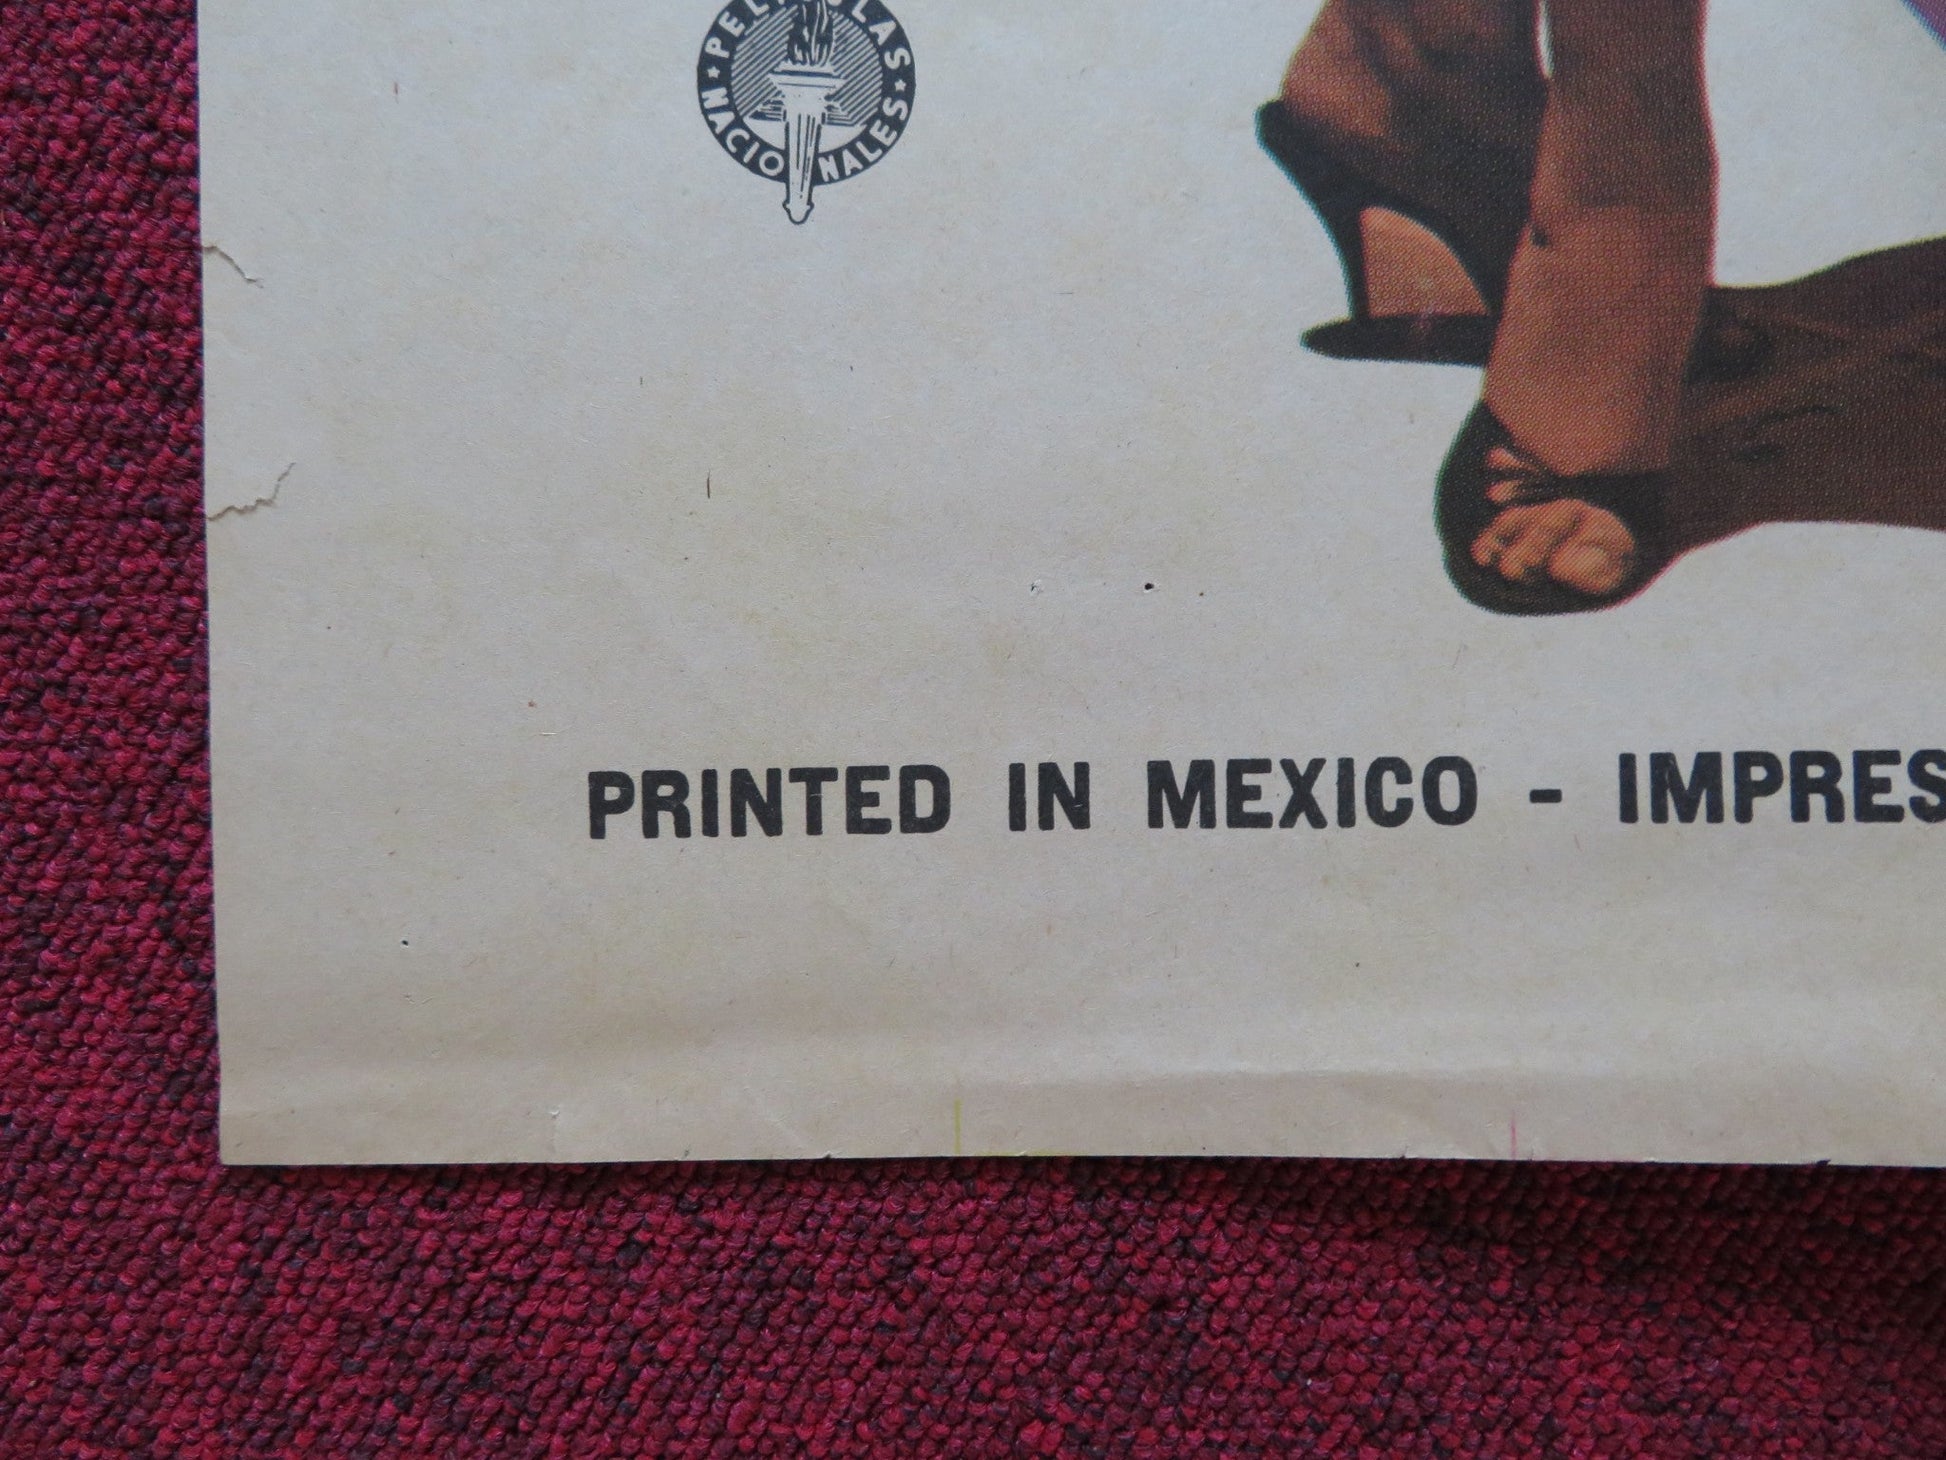 PELICULAS
NACIONALES
PRINTED IN MEXICO - IMPRES